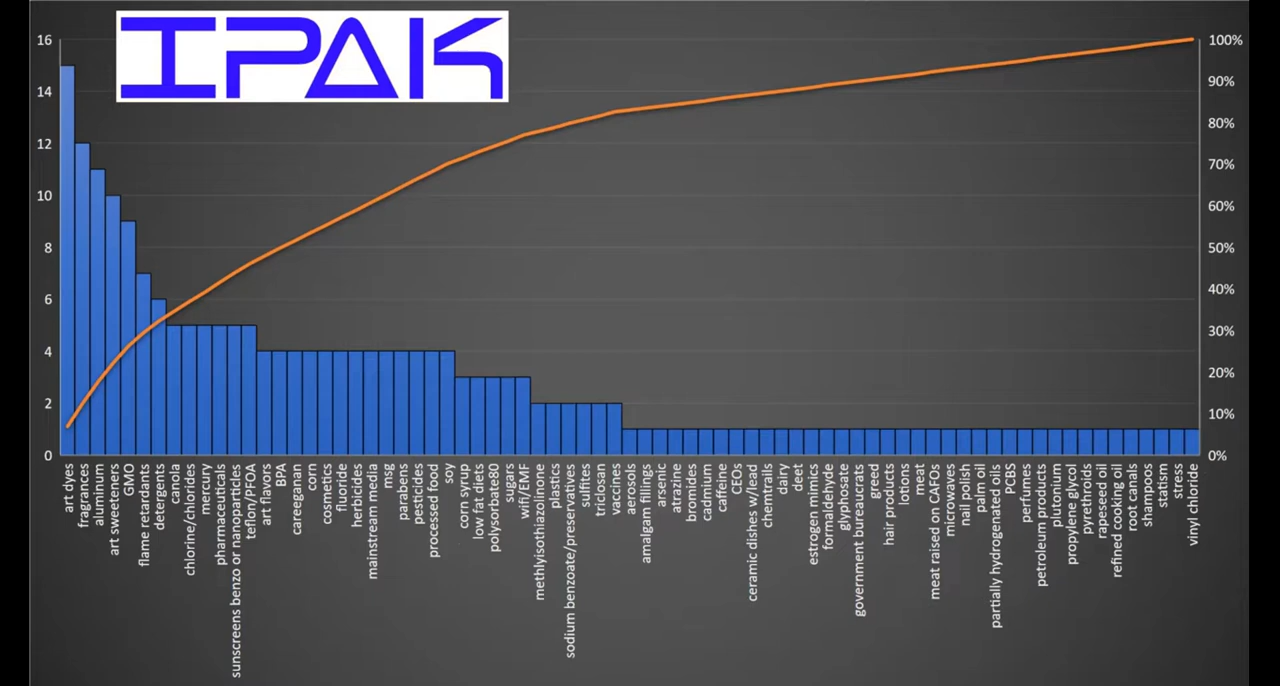 IPAK
16
14
12
10
8
6
4
2
0
100%
90%
80%
70%
60%
50%
40%
30%
20%
10%
0%
art dyes
fragrances
aluminum
art sweeteners
GMO
flame retardants
detergents
canola
chlorine/chlorides
mercury
pharmaceuticals
sunscreens benzo or nanoparticles
teflon/PFOA
art flavors
BPA
careeganan
corn
cosmetics
fluoride
herbicides
mainstream media
msg
parabens
pesticides
processed food
soy
corn syrup
low fat diets
polysorbate80
sugars
wifi/EMF
methlyisothiazolinone
plastics
sodium benzoate/preservatives
sulfites
triclosan
vaccines
aerosols
amalgam fillings
arsenic
atrazine
bromides
cadmium
caffeine
CEOs
ceramic dishes w/lead
chemtrails
dairy
deet
estrogen mimics
formaldehyde
glyphosate
government bureaucrats
greed
hair products
lotions
meat
meat raised on CAFOs
microwaves
nail polish
palm oil
partially hydrogenated oils
PCBS
perfumes
petroleum products
plutonium
propylene glycol
pyrethroids
rapeseed oil
refined cooking oil
root canals
shampoos
statism
stress
vinyl chloride